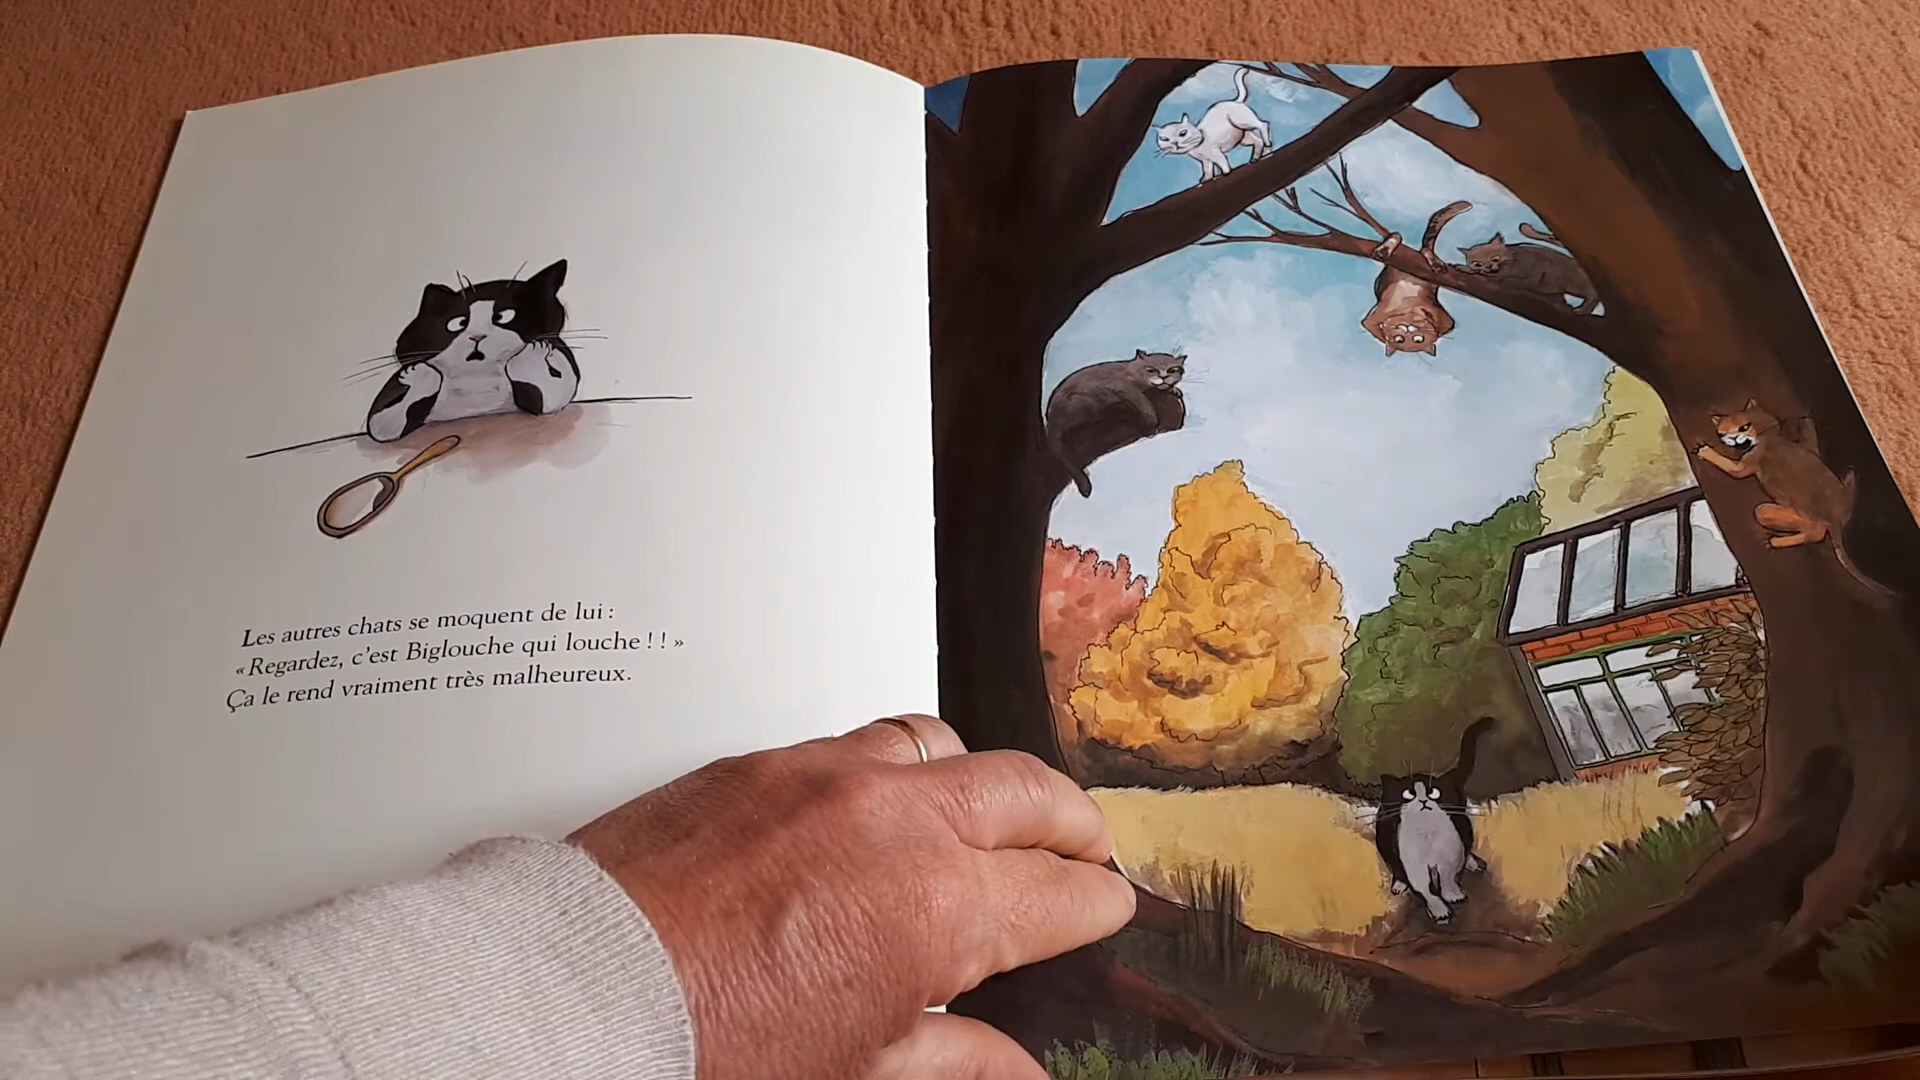 Les autres chats se moquent de lui :
« Regardez, c'est Biglouche qui louche ! ! »
Ça le rend vraiment très malheureux.